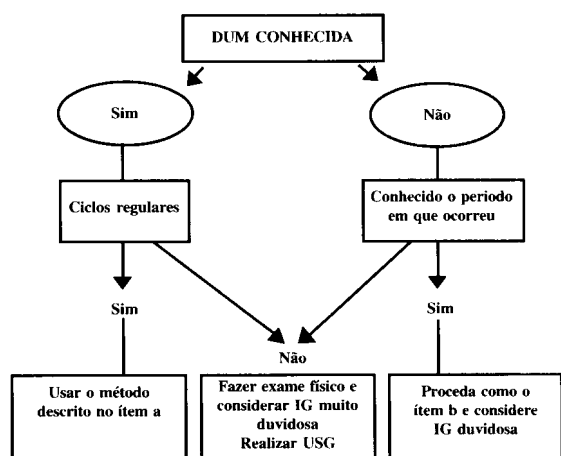 DUM CONHECIDA
Sim
Não
Ciclos regulares
Conhecido o periodo
em que ocorreu
Sim
Sim
Não
Usar o método
descrito no ítem a
Fazer exame físico e
considerar IG muito
duvidosa
Realizar USG
Proceda como o
ítem b e considere
IG duvidosa